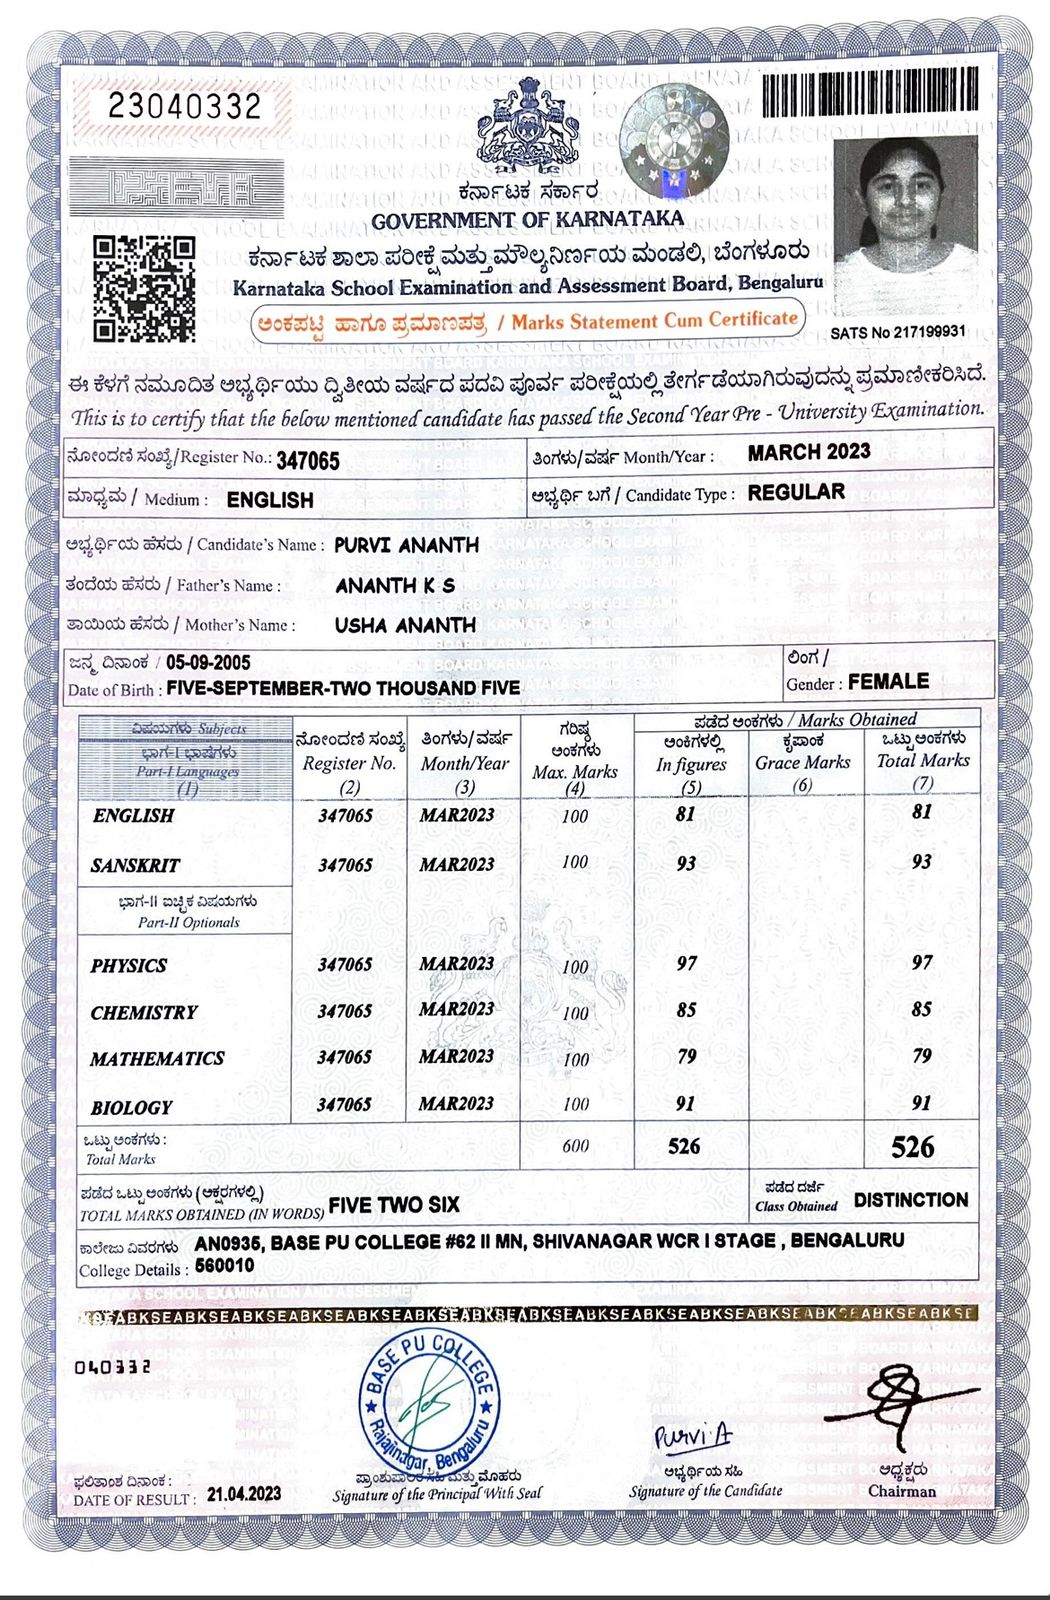 23040332
ಕರ್ನಾಟಕ ಸರ್ಕಾರ
GOVERNMENT OF KARNATAKA
ಕರ್ನಾಟಕ ಶಾಲಾ ಪರೀಕ್ಷೆ ಮತ್ತು ಮೌಲ್ಯನಿರ್ಣಯ ಮಂಡಲಿ, ಬೆಂಗಳೂರು
Karnataka School Examination and Assessment Board, Bengaluru
ಅಂಕಪಟ್ಟಿ ಹಾಗೂ ಪ್ರಮಾಣಪತ್ರ / Marks Statement Cum Certificate
SATS No 217199931
ಈ ಕೆಳಗೆ ನಮೂದಿತ ಅಭ್ಯರ್ಥಿಯು ದ್ವಿತೀಯ ವರ್ಷದ ಪದವಿ ಪೂರ್ವ ಪರೀಕ್ಷೆಯಲ್ಲಿ ತೇರ್ಗಡೆಯಾಗಿರುವುದನ್ನು ಪ್ರಮಾಣೀಕರಿಸಿದೆ.
This is to certify that the below mentioned candidate has passed the Second Year Pre - University Examination.
ನೋಂದಣಿ ಸಂಖ್ಯೆ/Register No.: 347065 ತಿಂಗಳು/ವರ್ಷ Month/Year : MARCH 2023
ಮಾಧ್ಯಮ / Medium : ENGLISH ಅಭ್ಯರ್ಥಿ ಬಗೆ / Candidate Type : REGULAR
ಅಭ್ಯರ್ಥಿಯ ಹೆಸರು / Candidate's Name : PURVI ANANTH
ತಂದೆಯ ಹೆಸರು / Father's Name : ANANTH K S
ತಾಯಿಯ ಹೆಸರು / Mother's Name : USHA ANANTH
ಜನ್ಮ ದಿನಾಂಕ / 05-09-2005 ಲಿಂಗ /
Date of Birth : FIVE-SEPTEMBER-TWO THOUSAND FIVE Gender : FEMALE
ವಿಷಯಗಳು Subjects ನೋಂದಣಿ ಸಂಖ್ಯೆ ತಿಂಗಳು/ವರ್ಷ ಗರಿಷ್ಠ ಅಂಕಗಳು ಪಡೆದ ಅಂಕಗಳು / Marks Obtained
ಭಾಗ-I ಭಾಷೆಗಳು ಅಂಕಿಗಳಲ್ಲಿ ಕೃಪಾಂಕ ಒಟ್ಟು ಅಂಕಗಳು
Part-I Languages Register No. Month/Year Max. Marks In figures Grace Marks Total Marks
(1) (2) (3) (4) (5) (6) (7)
ENGLISH 347065 MAR2023 100 81 81
SANSKRIT 347065 MAR2023 100 93 93
ಭಾಗ-II ಐಚ್ಛಿಕ ವಿಷಯಗಳು
Part-II Optionals
PHYSICS 347065 MAR2023 100 97 97
CHEMISTRY 347065 MAR2023 100 85 85
MATHEMATICS 347065 MAR2023 100 79 79
BIOLOGY 347065 MAR2023 100 91 91
ಒಟ್ಟು ಅಂಕಗಳು :
Total Marks 600 526 526
ಪಡೆದ ಒಟ್ಟು ಅಂಕಗಳು (ಅಕ್ಷರಗಳಲ್ಲಿ) ಪಡೆದ ದರ್ಜೆ
TOTAL MARKS OBTAINED (IN WORDS) FIVE TWO SIX Class Obtained DISTINCTION
ಕಾಲೇಜು ವಿವರಗಳು AN0935, BASE PU COLLEGE #62 II MN, SHIVANAGAR WCR I STAGE , BENGALURU
College Details : 560010
KSEABKSEABKSEABKSEABKSEABKSEABKSEABKSEABKSEABKSEABKSE
040332
BASE PU COLLEGE
Rajajinagar, Bengaluru
Purvi A
ಫಲಿತಾಂಶ ದಿನಾಂಕ : ಪ್ರಾಂಶುಪಾಲರ ಸಹಿ ಮತ್ತು ಮೊಹರು ಅಭ್ಯರ್ಥಿಯ ಸಹಿ ಅಧ್ಯಕ್ಷರು
DATE OF RESULT : 21.04.2023 Signature of the Principal With Seal Signature of the Candidate Chairman